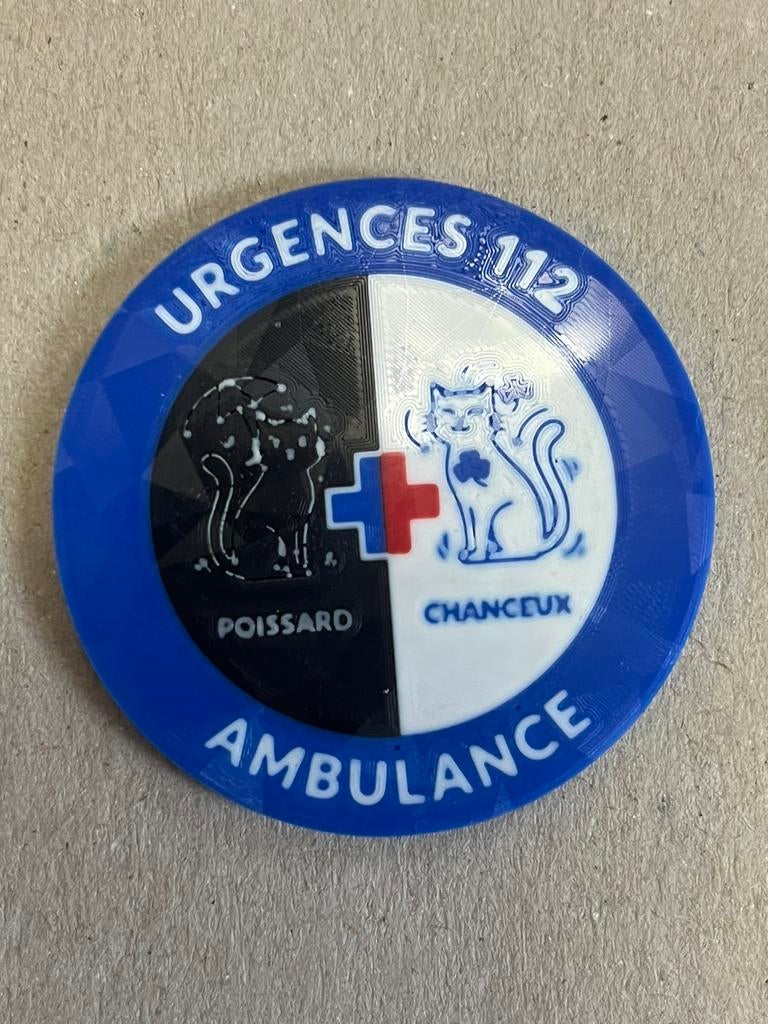 URGENCES 112
POISSARD
CHANCEUX
AMBULANCE